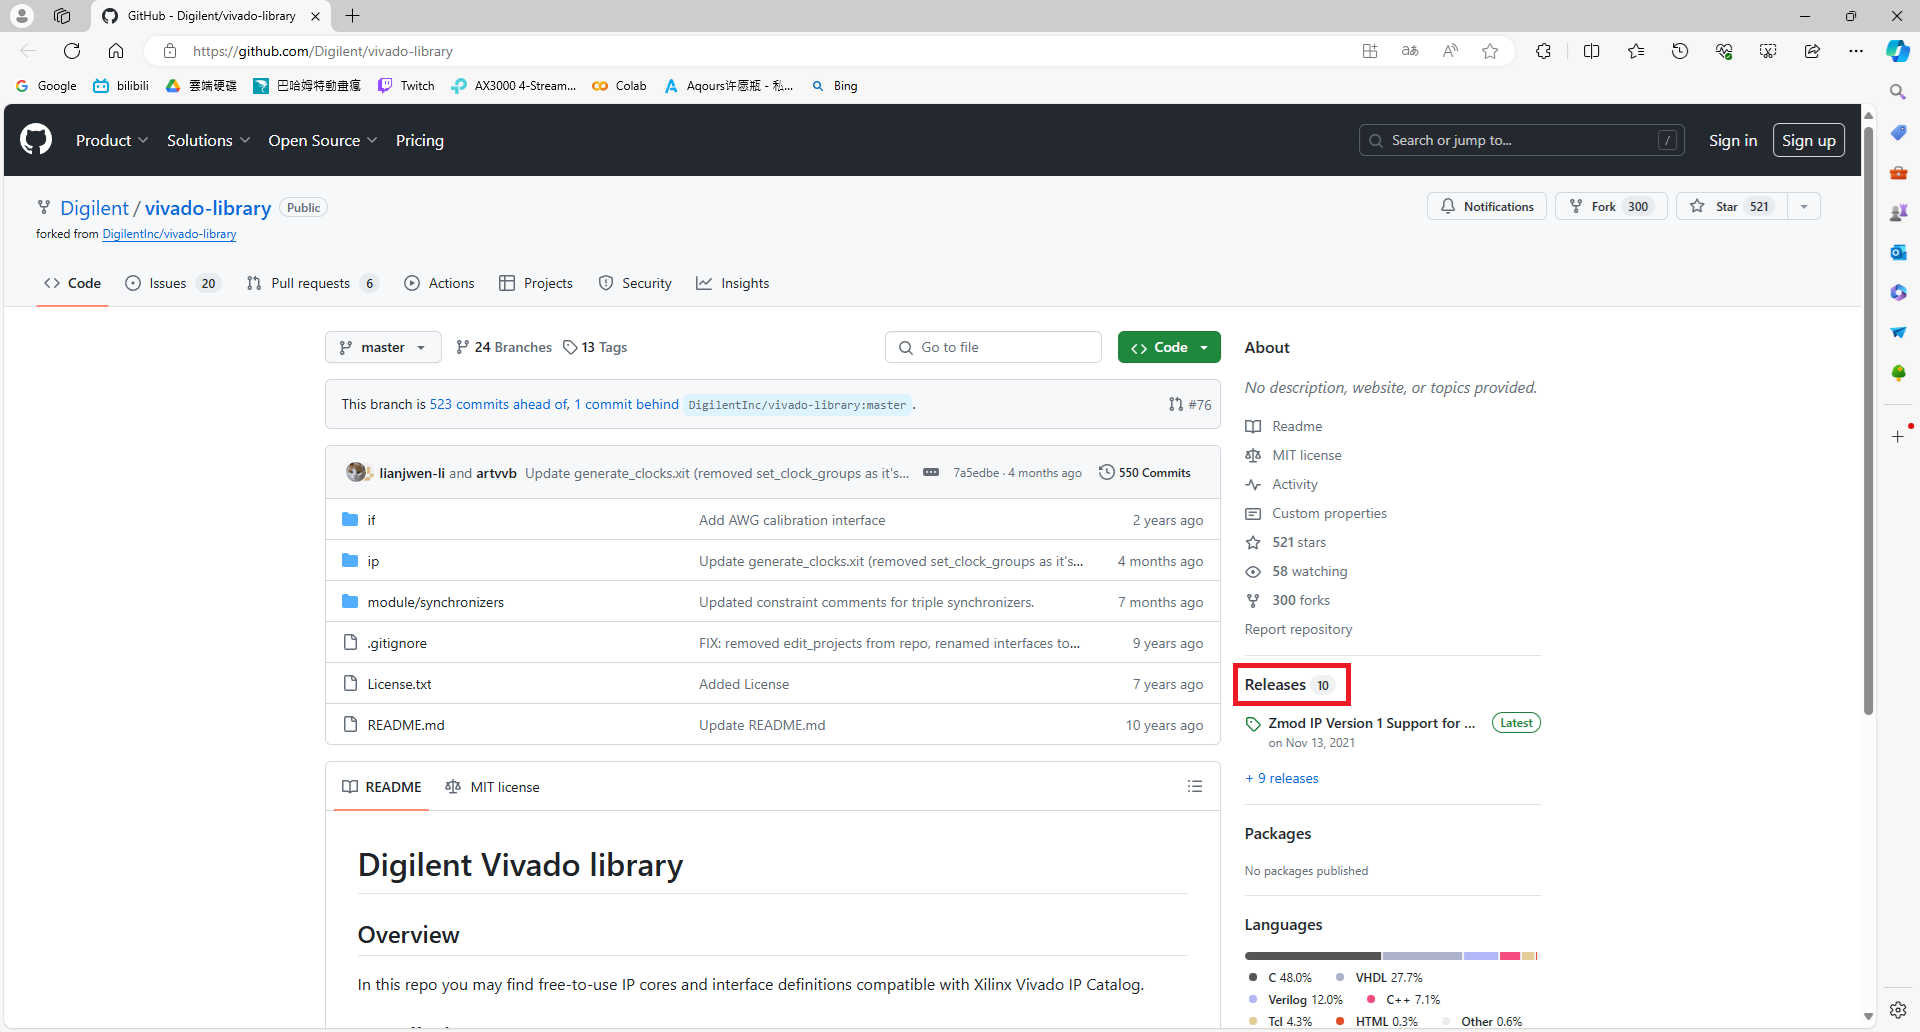 GitHub - Digilent/vivado-library
https://github.com/Digilent/vivado-library
Google bilibili 雲端硬碟 巴哈姆特動畫瘋 Twitch AX3000 4-Stream... Colab Aqours许愿瓶 - 私... Bing
Product Solutions Open Source Pricing Search or jump to... / Sign in Sign up
Digilent / vivado-library Public Notifications Fork 300 Star 521
forked from DigilentInc/vivado-library
Code Issues 20 Pull requests 6 Actions Projects Security Insights
master 24 Branches 13 Tags Go to file Code
This branch is 523 commits ahead of, 1 commit behind DigilentInc/vivado-library:master . #76
lianjwen-li and artvvb Update generate_clocks.xit (removed set_clock_groups as it's... 7a5edbe · 4 months ago 550 Commits
if Add AWG calibration interface 2 years ago
ip Update generate_clocks.xit (removed set_clock_groups as it's... 4 months ago
module/synchronizers Updated constraint comments for triple synchronizers. 7 months ago
.gitignore FIX: removed edit_projects from repo, renamed interfaces to... 9 years ago
License.txt Added License 7 years ago
README.md Update README.md 10 years ago
README MIT license
Digilent Vivado library
Overview
In this repo you may find free-to-use IP cores and interface definitions compatible with Xilinx Vivado IP Catalog.
About
No description, website, or topics provided.
Readme
MIT license
Activity
Custom properties
521 stars
58 watching
300 forks
Report repository
Releases 10
Zmod IP Version 1 Support for ... Latest
on Nov 13, 2021
+ 9 releases
Packages
No packages published
Languages
C 48.0% VHDL 27.7%
Verilog 12.0% C++ 7.1%
Tcl 4.3% HTML 0.3% Other 0.6%